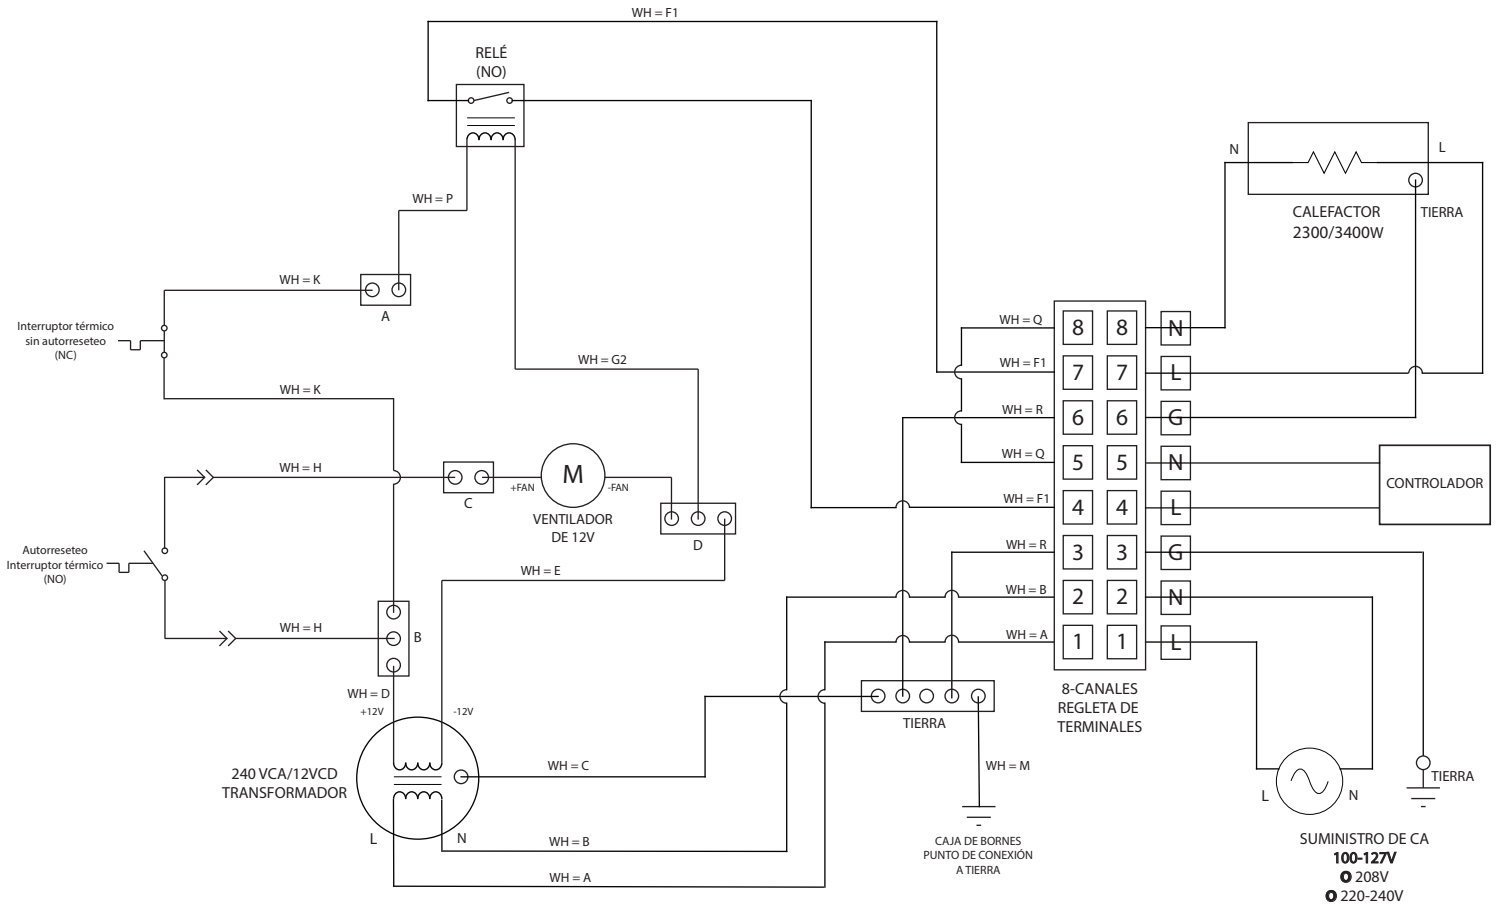 WH = F1
RELÉ
(NO)
WH = P
WH = K
A
Interruptor térmico
sin autorreseteo
(NC)
WH = K
WH = G2
WH = H
C
+FAN
M
-FAN
VENTILADOR
DE 12V
D
Autorreseteo
Interruptor térmico
(NO)
WH = E
WH = H
B
WH = D
+12V
-12V
240 VCA/12VCD
TRANSFORMADOR
WH = C
L
N
WH = B
WH = A
N
L
CALEFACTOR
2300/3400W
TIERRA
WH = Q
8 8 N
WH = F1
7 7 L
WH = R
6 6 G
WH = Q
5 5 N
CONTROLADOR
WH = F1
4 4 L
WH = R
3 3 G
WH = B
2 2 N
WH = A
1 1 L
8-CANALES
REGLETA DE
TERMINALES
TIERRA
WH = M
CAJA DE BORNES
PUNTO DE CONEXIÓN
A TIERRA
TIERRA
L
N
SUMINISTRO DE CA
100-127V
O 208V
O 220-240V